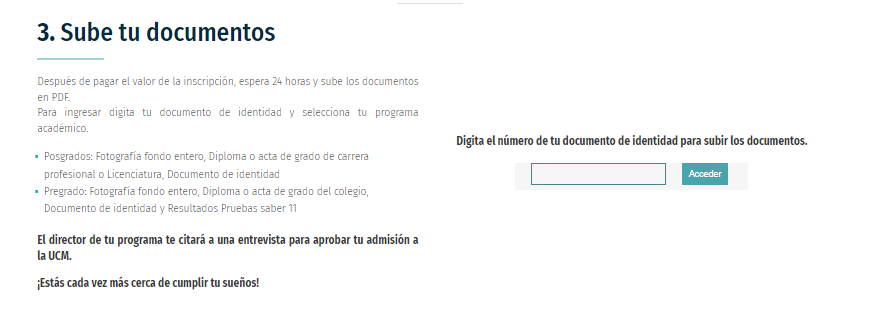 3. Sube tu documentos
Después de pagar el valor de la inscripción, espera 24 horas y sube los documentos
en PDF.
Para ingresar digita tu documento de identidad y selecciona tu programa
académico.
Posgrados: Fotografía fondo entero, Diploma o acta de grado de carrera
profesional o Licenciatura, Documento de identidad
Pregrado: Fotografía fondo entero, Diploma o acta de grado del colegio,
Documento de identidad y Resultados Pruebas saber 11
El director de tu programa te citará a una entrevista para aprobar tu admisión a
la UCM.
¡Estás cada vez más cerca de cumplir tu sueños!
Digita el número de tu documento de identidad para subir los documentos.
Acceder